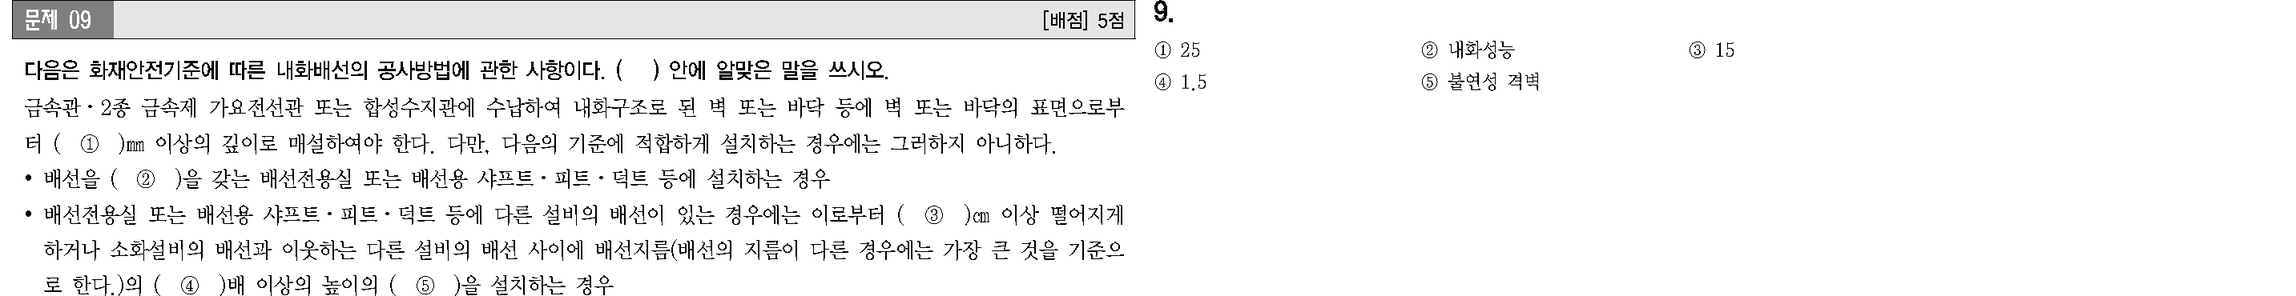 문제 09 [배점] 5점
다음은 화재안전기준에 따른 내화배선의 공사방법에 관한 사항이다. ( ) 안에 알맞은 말을 쓰시오.
금속관·2종 금속제 가요전선관 또는 합성수지관에 수납하여 내화구조로 된 벽 또는 바닥 등에 벽 또는 바닥의 표면으로부
터 ( ① )㎜ 이상의 깊이로 매설하여야 한다. 다만, 다음의 기준에 적합하게 설치하는 경우에는 그러하지 아니하다.
• 배선을 ( ② )을 갖는 배선전용실 또는 배선용 샤프트·피트·덕트 등에 설치하는 경우
• 배선전용실 또는 배선용 샤프트·피트·덕트 등에 다른 설비의 배선이 있는 경우에는 이로부터 ( ③ )㎝ 이상 떨어지게
하거나 소화설비의 배선과 이웃하는 다른 설비의 배선 사이에 배선지름(배선의 지름이 다른 경우에는 가장 큰 것을 기준으
로 한다.)의 ( ④ )배 이상의 높이의 ( ⑤ )을 설치하는 경우
9.
① 25 ② 내화성능 ③ 15
④ 1.5 ⑤ 불연성 격벽